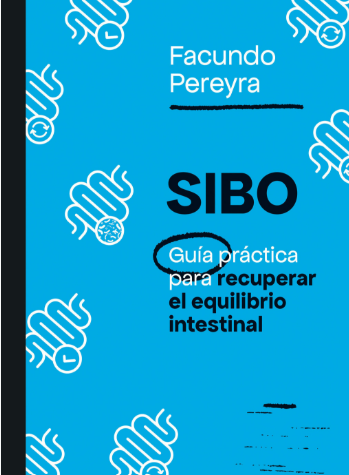 Facundo
Pereyra
SIBO
Guía práctica
para recuperar
el equilibrio
intestinal